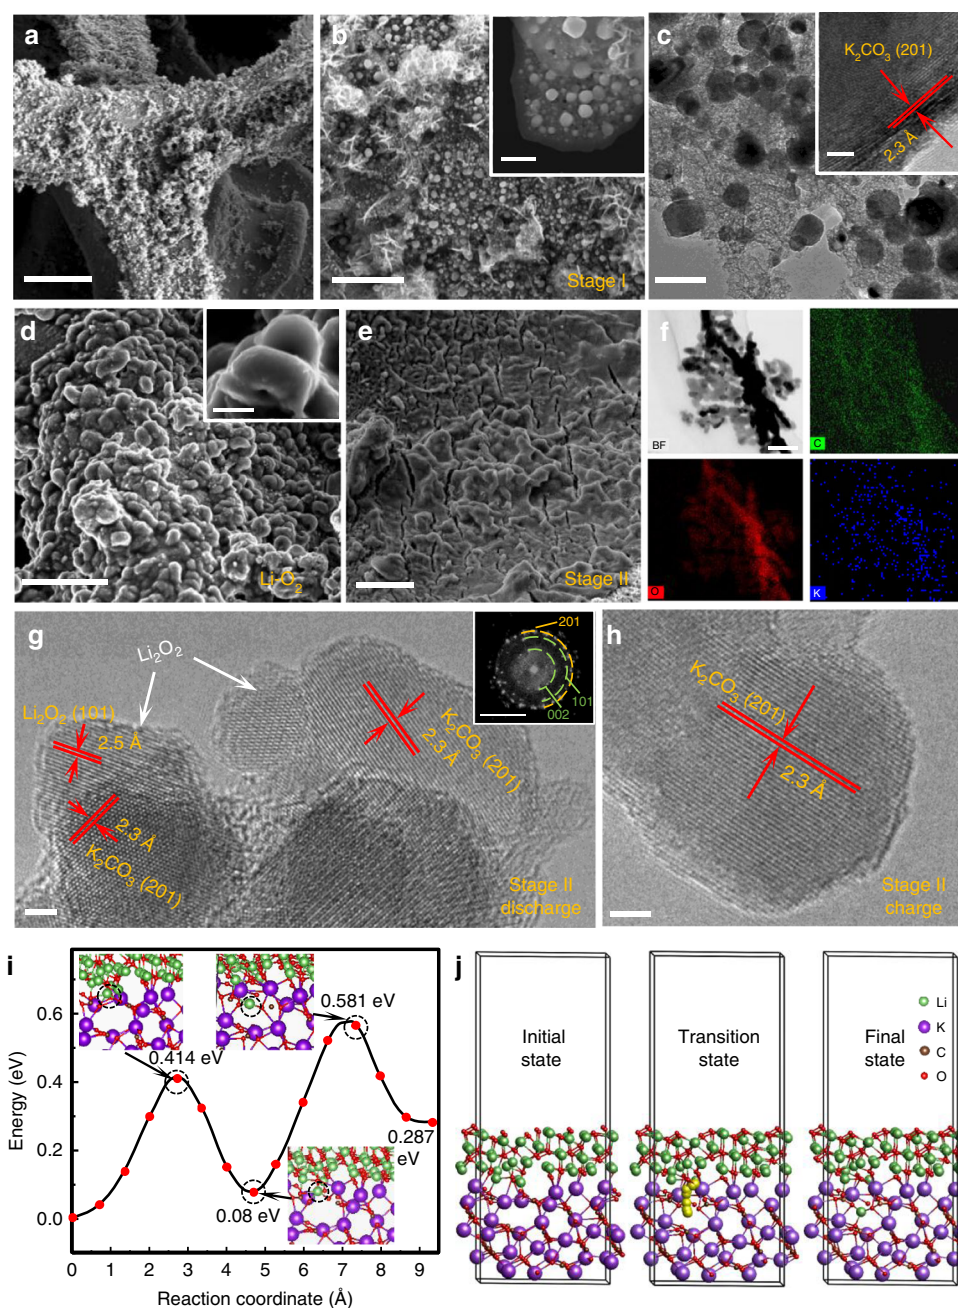 a
b
Stage I
c
K₂CO₃ (201)
2.3 Å
d
Li-O₂
e
Stage II
f
BF
C
O
K
g
Li₂O₂
Li₂O₂ (101)
2.5 Å
2.3 Å
K₂CO₃ (201)
K₂CO₃ (201)
2.3 Å
201
101
002
Stage II
discharge
h
K₂CO₃ (201)
2.3 Å
Stage II
charge
i
Energy (eV)
0.6
0.4
0.2
0.0
0.414 eV
0.581 eV
0.08 eV
0.287
eV
0 1 2 3 4 5 6 7 8 9
Reaction coordinate (Å)
j
Initial
state
Transition
state
Final
state
Li
K
C
O